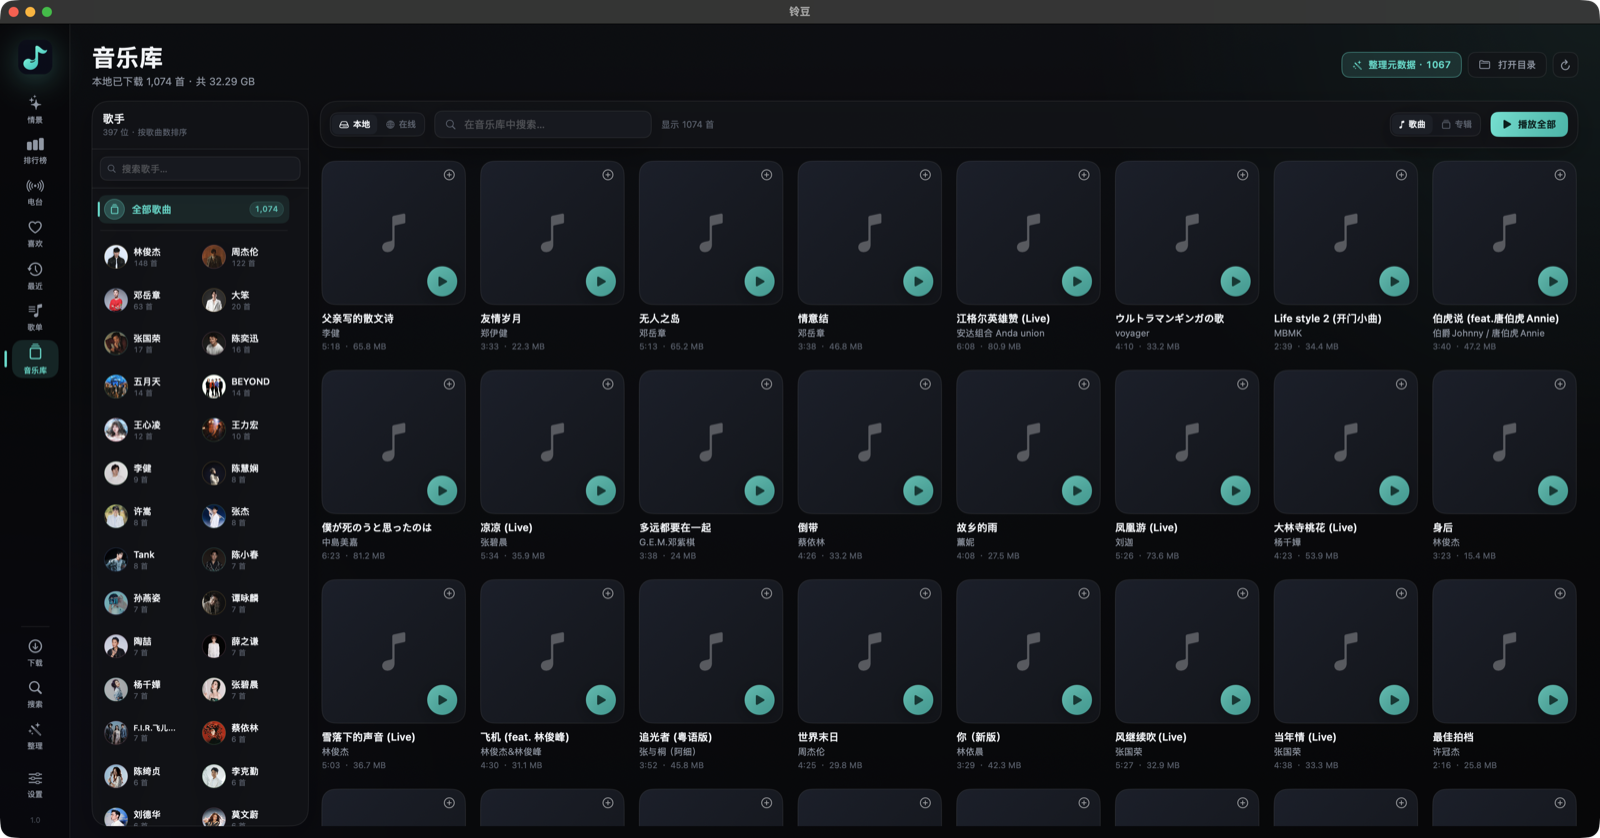 铃豆
情景
排行榜
电台
喜欢
最近
歌单
音乐库
下载
搜索
整理
设置
1.0
音乐库
本地已下载 1,074 首 · 共 32.29 GB
整理元数据 · 1067
打开目录
歌手
397 位 · 按歌曲数排序
搜索歌手...
全部歌曲
1,074
林俊杰
148 首
周杰伦
122 首
邓岳章
63 首
大笨
20 首
张国荣
17 首
陈奕迅
16 首
五月天
14 首
BEYOND
14 首
王心凌
12 首
王力宏
10 首
李健
9 首
陈慧娴
8 首
许嵩
8 首
张杰
8 首
Tank
8 首
陈小春
7 首
孙燕姿
7 首
谭咏麟
7 首
陶喆
7 首
薛之谦
7 首
杨千嬅
7 首
张碧晨
7 首
F.I.R.飞儿...
7 首
蔡依林
6 首
陈绮贞
6 首
李克勤
6 首
刘德华
莫文蔚
本地
在线
在音乐库中搜索...
显示 1074 首
歌曲
专辑
播放全部
父亲写的散文诗
李健
5:18 · 65.8 MB
友情岁月
郑伊健
3:33 · 22.3 MB
无人之岛
邓岳章
5:13 · 65.2 MB
情意结
邓岳章
3:38 · 46.8 MB
江格尔英雄赞 (Live)
安达组合 Anda union
6:08 · 80.9 MB
ウルトラマンギンガの歌
voyager
4:10 · 33.2 MB
Life style 2 (开门小曲)
MBMK
2:39 · 34.4 MB
伯虎说 (feat.唐伯虎Annie)
伯爵Johnny / 唐伯虎Annie
3:40 · 47.2 MB
僕が死のうと思ったのは
中島美嘉
6:23 · 81.2 MB
凉凉 (Live)
张碧晨
5:34 · 35.9 MB
多远都要在一起
G.E.M.邓紫棋
3:38 · 24 MB
倒带
蔡依林
4:26 · 33.2 MB
故乡的雨
董妮
4:08 · 27.5 MB
凤凰游 (Live)
刘迦
5:26 · 73.6 MB
大林寺桃花 (Live)
杨千嬅
4:23 · 53.9 MB
身后
林俊杰
3:23 · 15.4 MB
雪落下的声音 (Live)
林俊杰
5:03 · 36.7 MB
飞机 (feat. 林俊峰)
林俊杰&林俊峰
4:30 · 31.1 MB
追光者 (粤语版)
张与桐 (阿细)
3:52 · 45.8 MB
世界末日
周杰伦
4:25 · 29.8 MB
你 (新版)
林依晨
3:29 · 42.3 MB
风继续吹 (Live)
张国荣
5:27 · 32.9 MB
当年情 (Live)
张国荣
4:38 · 33.3 MB
最佳拍档
许冠杰
2:16 · 25.8 MB